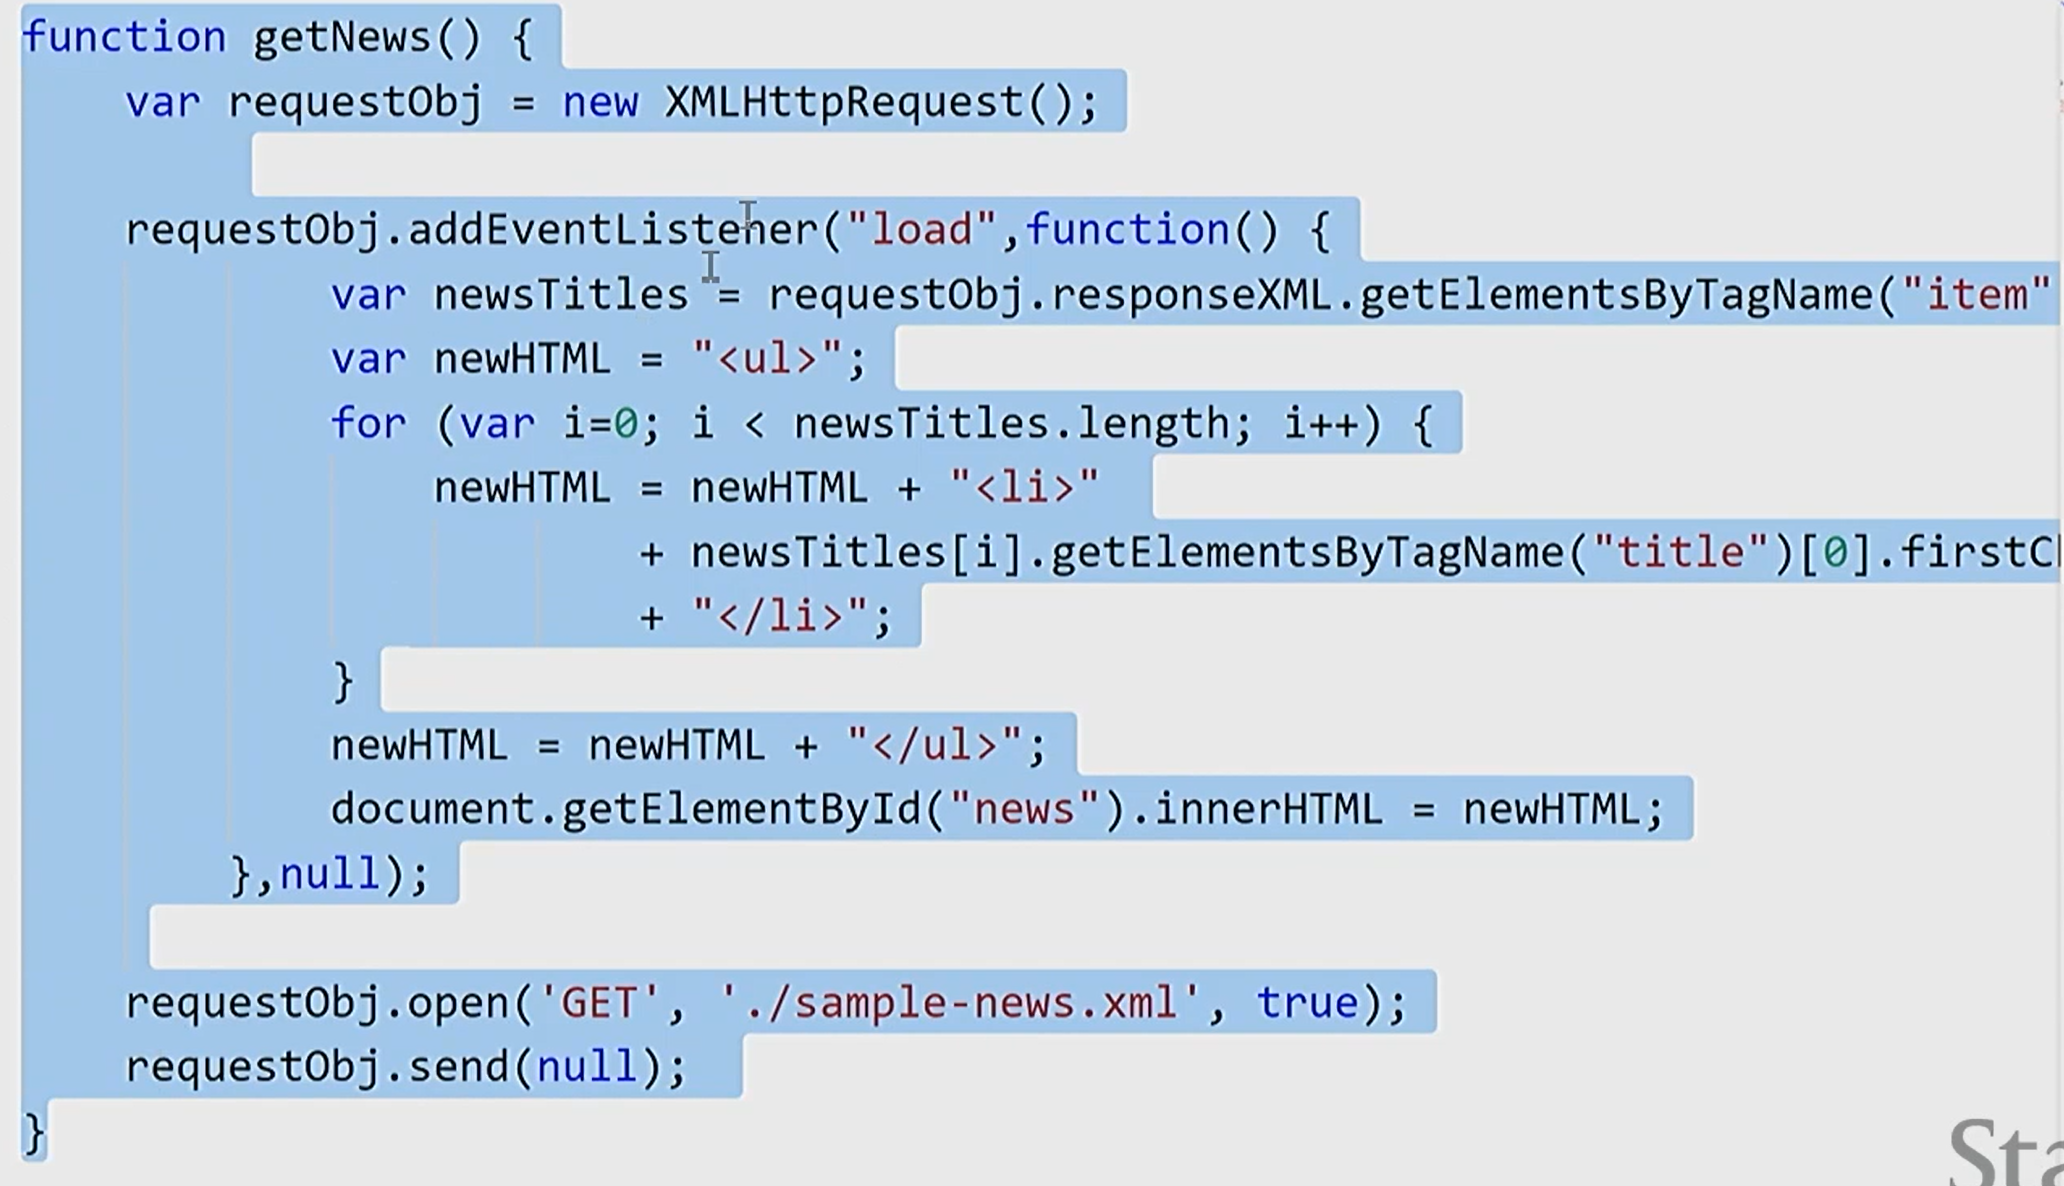 function getNews() {
    var requestObj = new XMLHttpRequest();
    requestObj.addEventListener("load",function() {
            var newsTitles = requestObj.responseXML.getElementsByTagName("item"
            var newHTML = "<ul>";
            for (var i=0; i < newsTitles.length; i++) {
                newHTML = newHTML + "<li>"
                        + newsTitles[i].getElementsByTagName("title")[0].firstC
                        + "</li>";
            }
            newHTML = newHTML + "</ul>";
            document.getElementById("news").innerHTML = newHTML;
        },null);
    requestObj.open('GET', './sample-news.xml', true);
    requestObj.send(null);
}